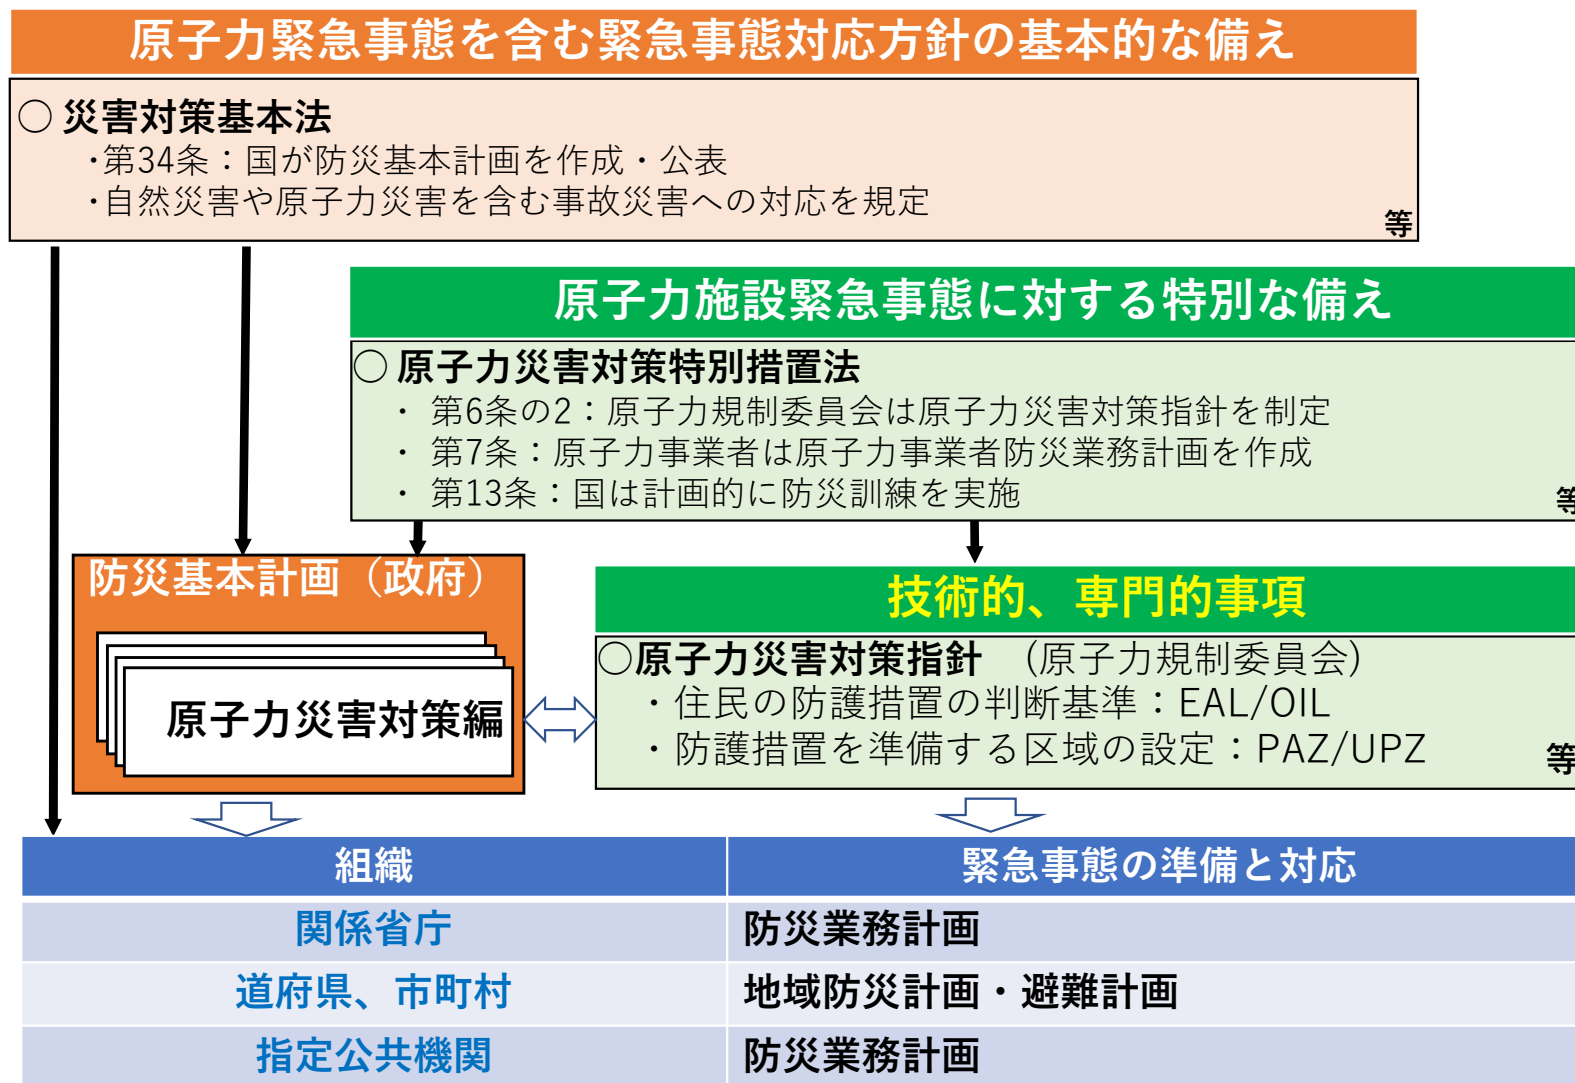 原子力緊急事態を含む緊急事態対応方針の基本的な備え
○ 災害対策基本法
・第34条：国が防災基本計画を作成・公表
・自然災害や原子力災害を含む事故災害への対応を規定
等
原子力施設緊急事態に対する特別な備え
○ 原子力災害対策特別措置法
・ 第6条の2：原子力規制委員会は原子力災害対策指針を制定
・ 第7条：原子力事業者は原子力事業者防災業務計画を作成
・ 第13条：国は計画的に防災訓練を実施
等
防災基本計画（政府）
原子力災害対策編
技術的、専門的事項
○原子力災害対策指針 (原子力規制委員会)
・住民の防護措置の判断基準：EAL/OIL
・防護措置を準備する区域の設定：PAZ/UPZ
等
組織 緊急事態の準備と対応
関係省庁 防災業務計画
道府県、市町村 地域防災計画・避難計画
指定公共機関 防災業務計画